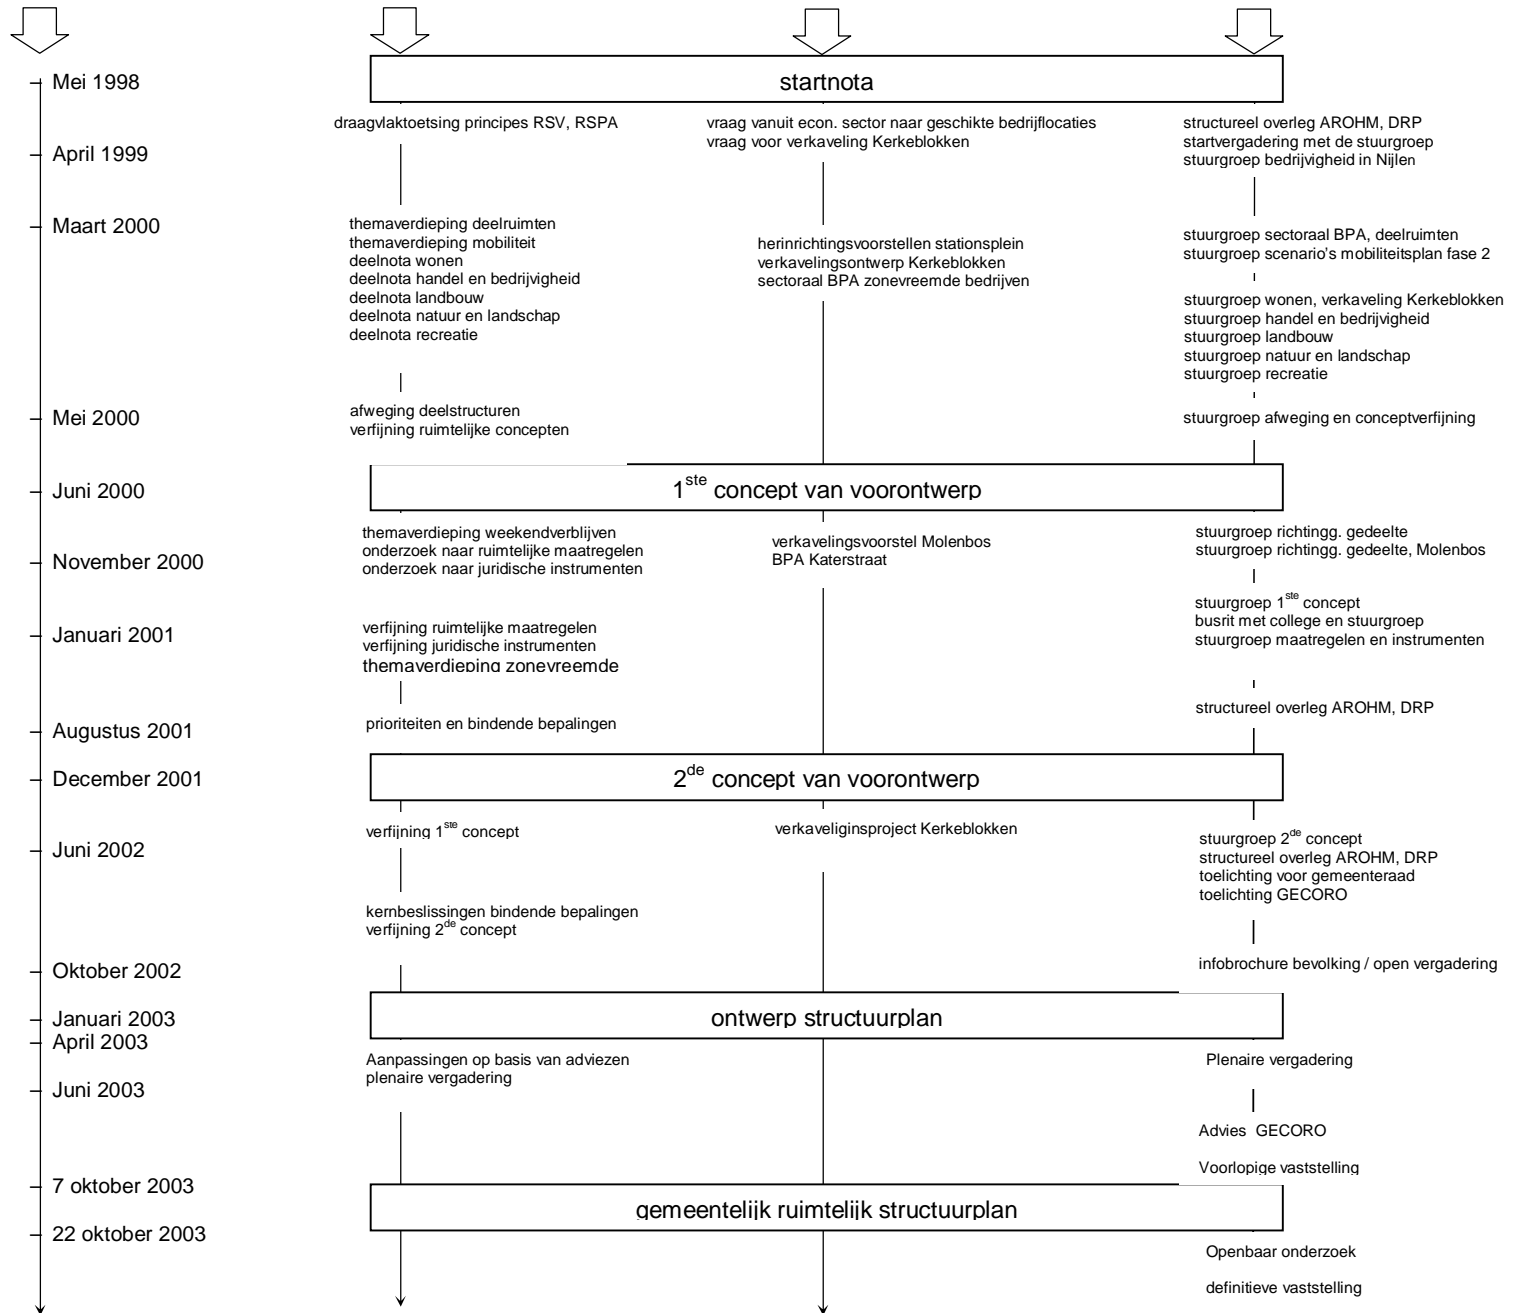 Mei 1998
startnota
draagvlaktoetsing principes RSV, RSPA
vraag vanuit econ. sector naar geschikte bedrijflocaties
vraag voor verkaveling Kerkeblokken
structureel overleg AROHM, DRP
startvergadering met de stuurgroep
stuurgroep bedrijvigheid in Nijlen
April 1999
Maart 2000
themaverdieping deelruimten
themaverdieping mobiliteit
deelnota wonen
deelnota handel en bedrijvigheid
deelnota landbouw
deelnota natuur en landschap
deelnota recreatie
herinrichtingsvoorstellen stationsplein
verkavelingsontwerp Kerkeblokken
sectoraal BPA zonevreemde bedrijven
stuurgroep sectoraal BPA, deelruimten
stuurgroep scenario's mobiliteitsplan fase 2
stuurgroep wonen, verkaveling Kerkeblokken
stuurgroep handel en bedrijvigheid
stuurgroep landbouw
stuurgroep natuur en landschap
stuurgroep recreatie
Mei 2000
afweging deelstructuren
verfijning ruimtelijke concepten
stuurgroep afweging en conceptverfijning
Juni 2000
1ste concept van voorontwerp
themaverdieping weekendverblijven
onderzoek naar ruimtelijke maatregelen
onderzoek naar juridische instrumenten
verkavelingsvoorstel Molenbos
BPA Katerstraat
stuurgroep richtingg. gedeelte
stuurgroep richtingg. gedeelte, Molenbos
November 2000
stuurgroep 1ste concept
busrit met college en stuurgroep
stuurgroep maatregelen en instrumenten
Januari 2001
verfijning ruimtelijke maatregelen
verfijning juridische instrumenten
themaverdieping zonevreemde
structureel overleg AROHM, DRP
Augustus 2001
prioriteiten en bindende bepalingen
December 2001
2de concept van voorontwerp
verfijning 1ste concept
verkaveliginsproject Kerkeblokken
stuurgroep 2de concept
structureel overleg AROHM, DRP
toelichting voor gemeenteraad
toelichting GECORO
Juni 2002
kernbeslissingen bindende bepalingen
verfijning 2de concept
Oktober 2002
infobrochure bevolking / open vergadering
Januari 2003
ontwerp structuurplan
April 2003
Aanpassingen op basis van adviezen
plenaire vergadering
Plenaire vergadering
Juni 2003
Advies GECORO
Voorlopige vaststelling
7 oktober 2003
gemeentelijk ruimtelijk structuurplan
22 oktober 2003
Openbaar onderzoek
definitieve vaststelling